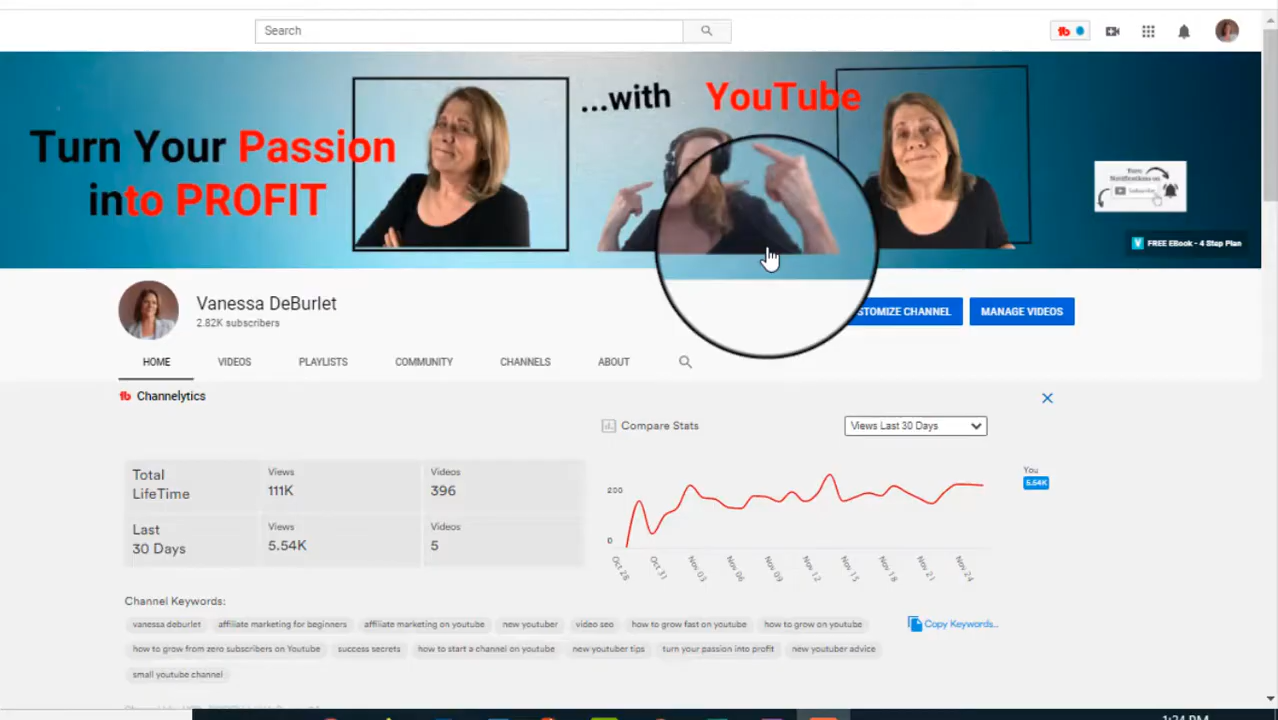 Search
Turn Your Passion
into PROFIT
...with YouTube
Turn
Notifications on
Subscribe
FREE EBook - 4 Step Plan
Vanessa DeBurlet
2.82K subscribers
STOMIZE CHANNEL
MANAGE VIDEOS
HOME
VIDEOS
PLAYLISTS
COMMUNITY
CHANNELS
ABOUT
Channelytics
Compare Stats
Views Last 30 Days
Total
LifeTime
Views
111K
Videos
396
Last
30 Days
Views
5.54K
Videos
5
200
0
Oct 28
Oct 31
Nov 03
Nov 06
Nov 09
Nov 12
Nov 15
Nov 18
Nov 21
Nov 24
You
5.54K
Channel Keywords:
vanessa deburlet
affiliate marketing for beginners
affiliate marketing on youtube
new youtuber
video seo
how to grow fast on youtube
how to grow on youtube
Copy Keywords..
how to grow from zero subscribers on Youtube
success secrets
how to start a channel on youtube
new youtuber tips
turn your passion into profit
new youtuber advice
small youtube channel
1:24 PM